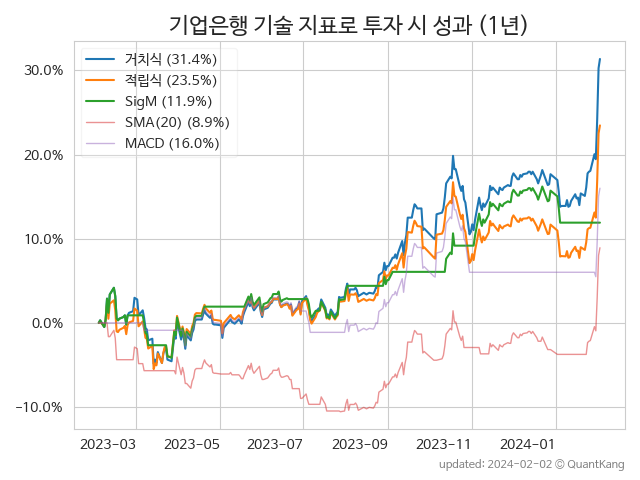 기업은행 기술 지표로 투자 시 성과 (1년)
거치식 (31.4%)
적립식 (23.5%)
SigM (11.9%)
SMA(20) (8.9%)
MACD (16.0%)
30.0%
20.0%
10.0%
0.0%
−10.0%
2023-03 2023-05 2023-07 2023-09 2023-11 2024-01
updated: 2024-02-02 © QuantKang